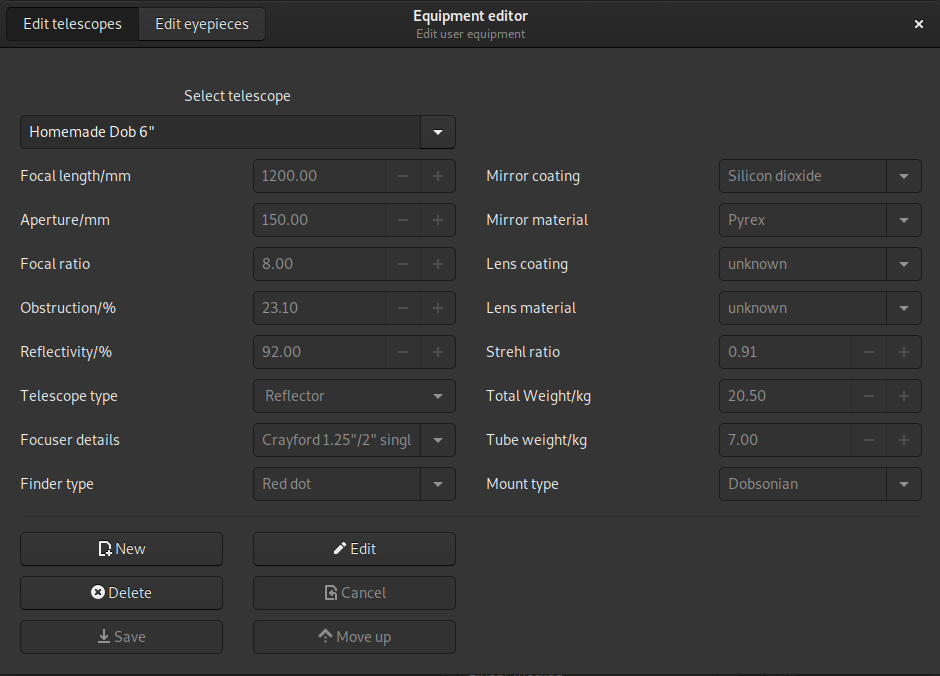 Edit telescopes Edit eyepieces Equipment editor
Edit user equipment
Select telescope
Homemade Dob 6"
Focal length/mm 1200.00 Mirror coating Silicon dioxide
Aperture/mm 150.00 Mirror material Pyrex
Focal ratio 8.00 Lens coating unknown
Obstruction/% 23.10 Lens material unknown
Reflectivity/% 92.00 Strehl ratio 0.91
Telescope type Reflector Total Weight/kg 20.50
Focuser details Crayford 1.25"/2" singl Tube weight/kg 7.00
Finder type Red dot Mount type Dobsonian
New Edit
Delete Cancel
Save Move up